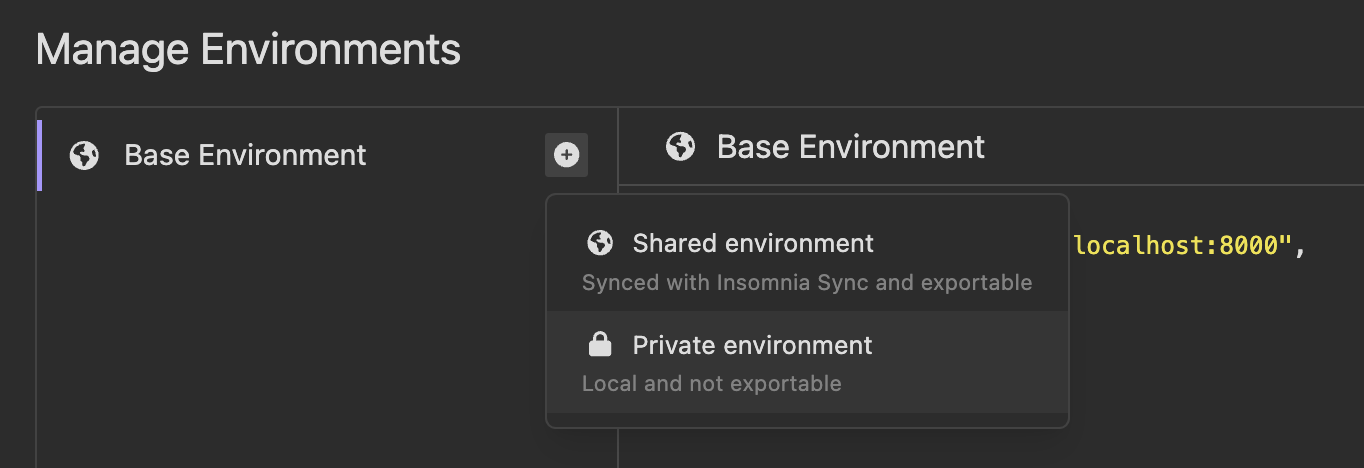 Manage Environments
Base Environment
Base Environment
Shared environment
Synced with Insomnia Sync and exportable
localhost:8000",
Private environment
Local and not exportable